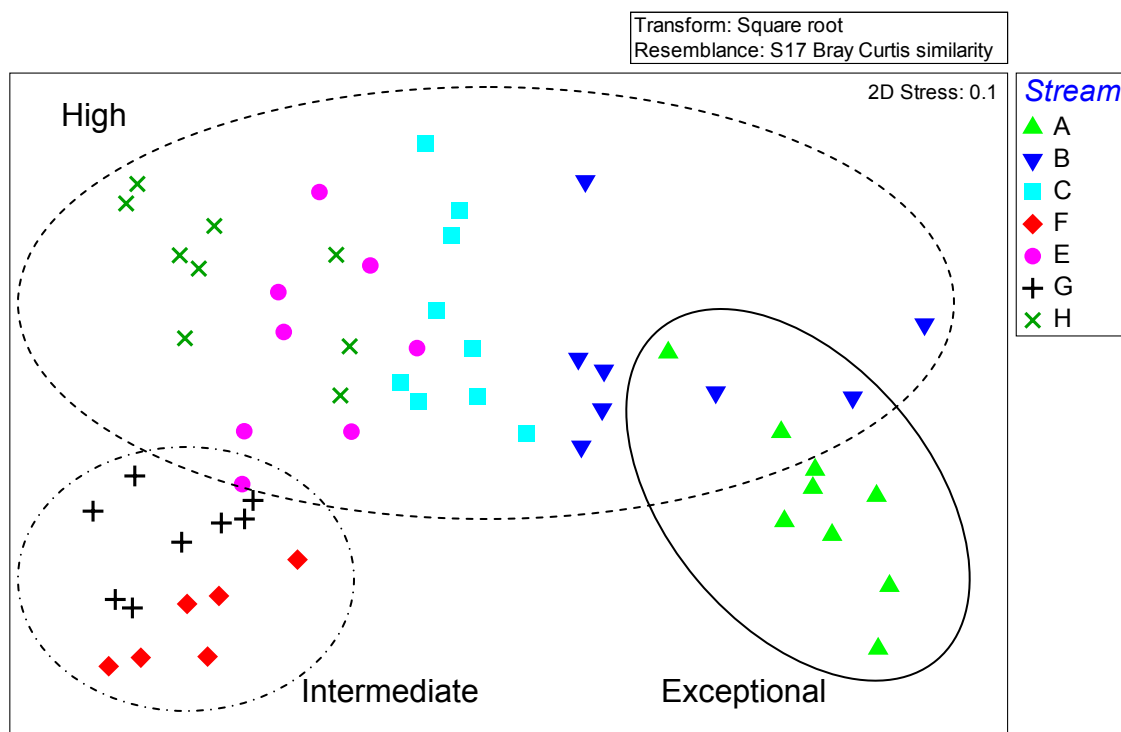 Transform: Square root
Resemblance: S17 Bray Curtis similarity
2D Stress: 0.1
High
Intermediate
Exceptional
Stream
A
B
C
F
E
G
H